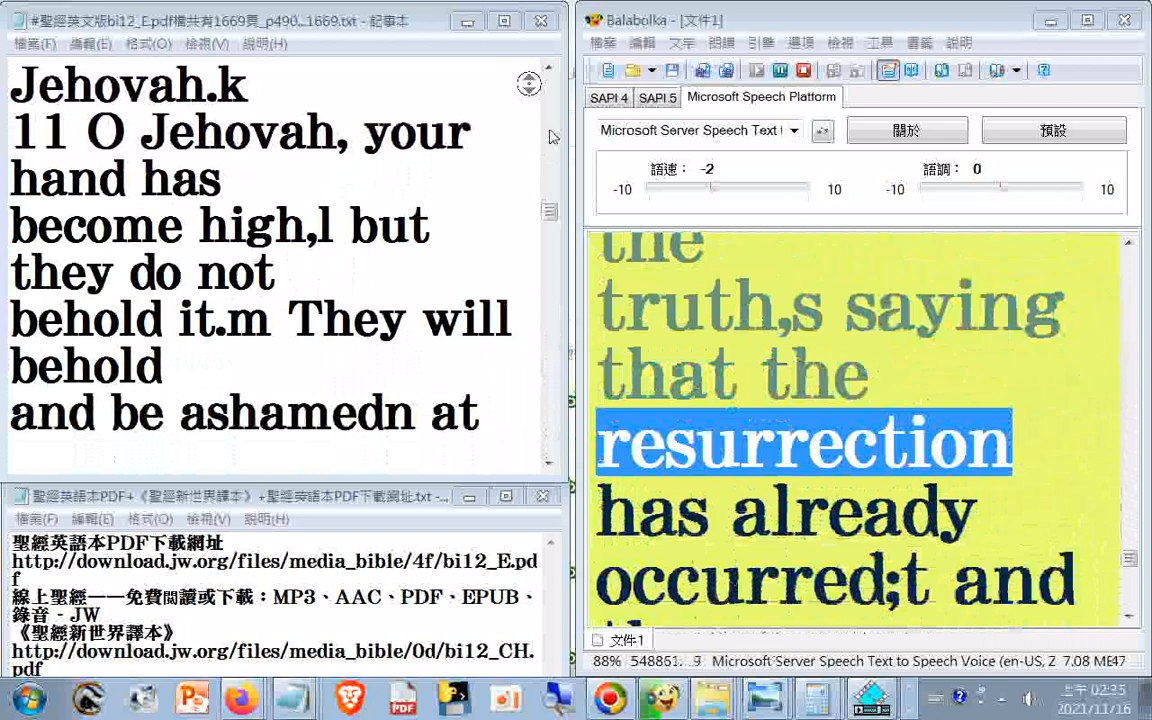 #聖經英文版bi12_E.pdf檔共有1669頁_p490..1669.txt - 記事本
檔案(F) 編輯(E) 格式(O) 檢視(V) 說明(H)
Jehovah.k
11 O Jehovah, your
hand has
become high,l but
they do not
behold it.m They will
behold
and be ashamedn at
聖經英語本PDF+《聖經新世界譯本》+聖經英語本PDF下載網址.txt - ...
檔案(F) 編輯(E) 格式(O) 檢視(V) 說明(H)
聖經英語本PDF下載網址
http://download.jw.org/files/media_bible/4f/bi12_E.pd
f
線上聖經——免費閱讀或下載：MP3、AAC、PDF、EPUB、
錄音 - JW
《聖經新世界譯本》
http://download.jw.org/files/media_bible/0d/bi12_CH.
pdf
Balabolka - [文件1]
檔案 編輯 文字 朗讀 引擎 選項 檢視 工具 書籤 說明
SAPI 4 SAPI 5 Microsoft Speech Platform
Microsoft Server Speech Text 關於 預設
語速： -2 語調： 0
-10 10 -10 10
the
truth,s saying
that the
resurrection
has already
occurred;t and
文件1
88% 548851. 9 Microsoft Server Speech Text to Speech Voice (en-US, Z 7.08 ME47
上午 02:35
2021/11/16